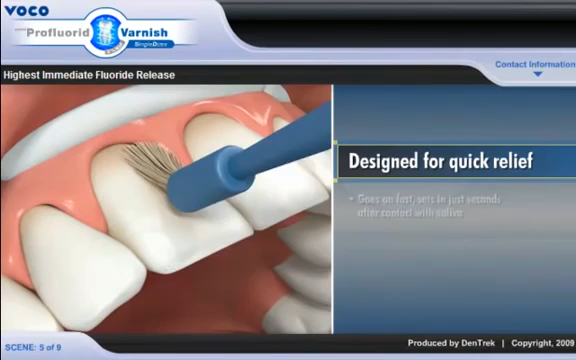 VOCO
Profluorid Varnish
SingleDose
Contact Information
Highest Immediate Fluoride Release
Designed for quick relief
• Goes on fast, sets in just seconds
after contact with saliva
SCENE: 5 of 9
Produced by DenTrek | Copyright, 2009